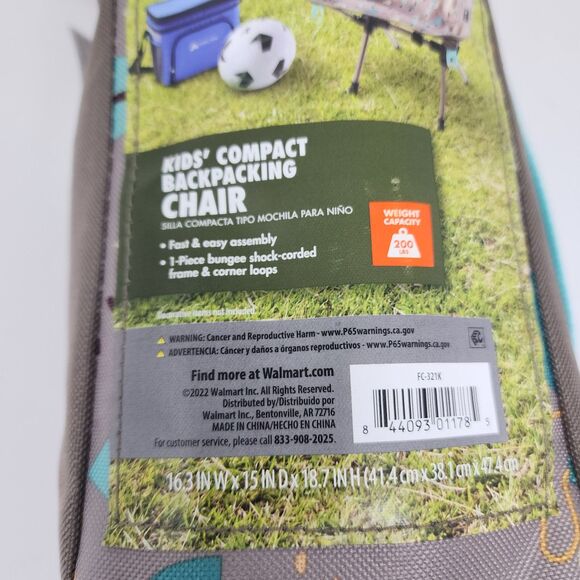 KIDS' COMPACT
BACKPACKING
CHAIR
SILLA COMPACTA TIPO MOCHILA PARA NIÑO
• Fast & easy assembly
• 1-Piece bungee shock-corded
frame & corner loops
WEIGHT
CAPACITY
200
LBS
Decorative items not included.
WARNING: Cancer and Reproductive Harm - www.P65warnings.ca.gov
ADVERTENCIA: Cáncer y daños a órganos reproductivos - www.P65warnings.ca.gov
Find more at Walmart.com
©2022 Walmart Inc. All Rights Reserved.
Distributed by/Distribuido por
Walmart Inc., Bentonville, AR 72716
MADE IN CHINA/HECHO EN CHINA
For customer service, please call 833-908-2025.
FC-321K
8 44093 01178 5
16.3 IN W x 15 IN D x 18.7 IN H (41.4 cm x 38.1 cm x 47.4 cm